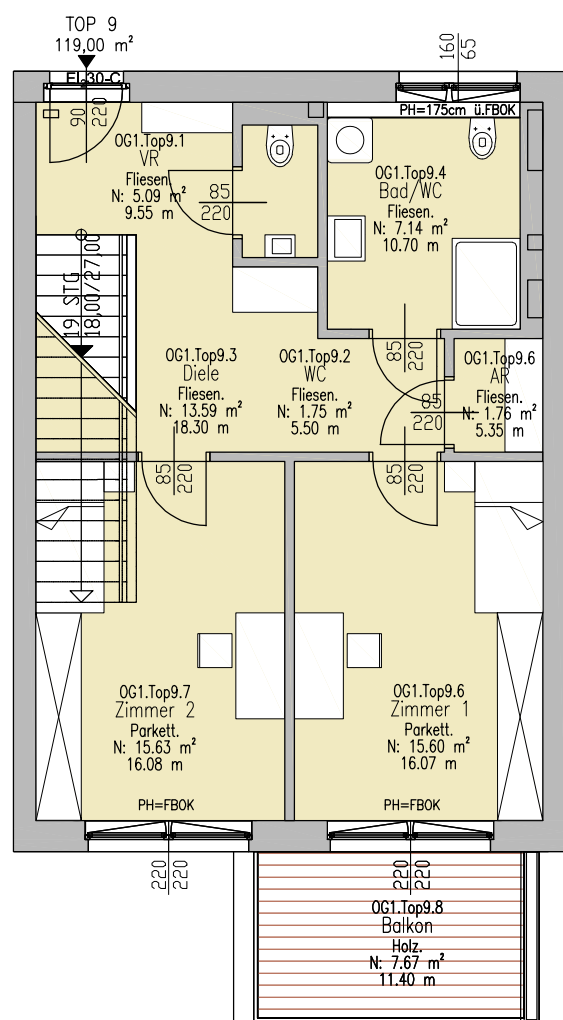 TOP 9
119,00 m²
160
65
EI-30-C
90
220
PH=175cm ü.FBOK
OG1.Top9.1
VR
Fliesen.
N: 5.09 m²
9.55 m
85
220
OG1.Top9.4
Bad/WC
Fliesen.
N: 7.14 m²
10.70 m
19 STG
18,00/27,00
OG1.Top9.3
Diele
Fliesen.
N: 13.59 m²
18.30 m
OG1.Top9.2
WC
Fliesen.
N: 1.75 m²
5.50 m
85
220
OG1.Top9.6
AR
Fliesen.
N: 1.76 m²
5.35 m
85
220
85
220
85
220
OG1.Top9.7
Zimmer 2
Parkett.
N: 15.63 m²
16.08 m
OG1.Top9.6
Zimmer 1
Parkett.
N: 15.60 m²
16.07 m
PH=FBOK
PH=FBOK
220
220
220
220
OG1.Top9.8
Balkon
Holz.
N: 7.67 m²
11.40 m